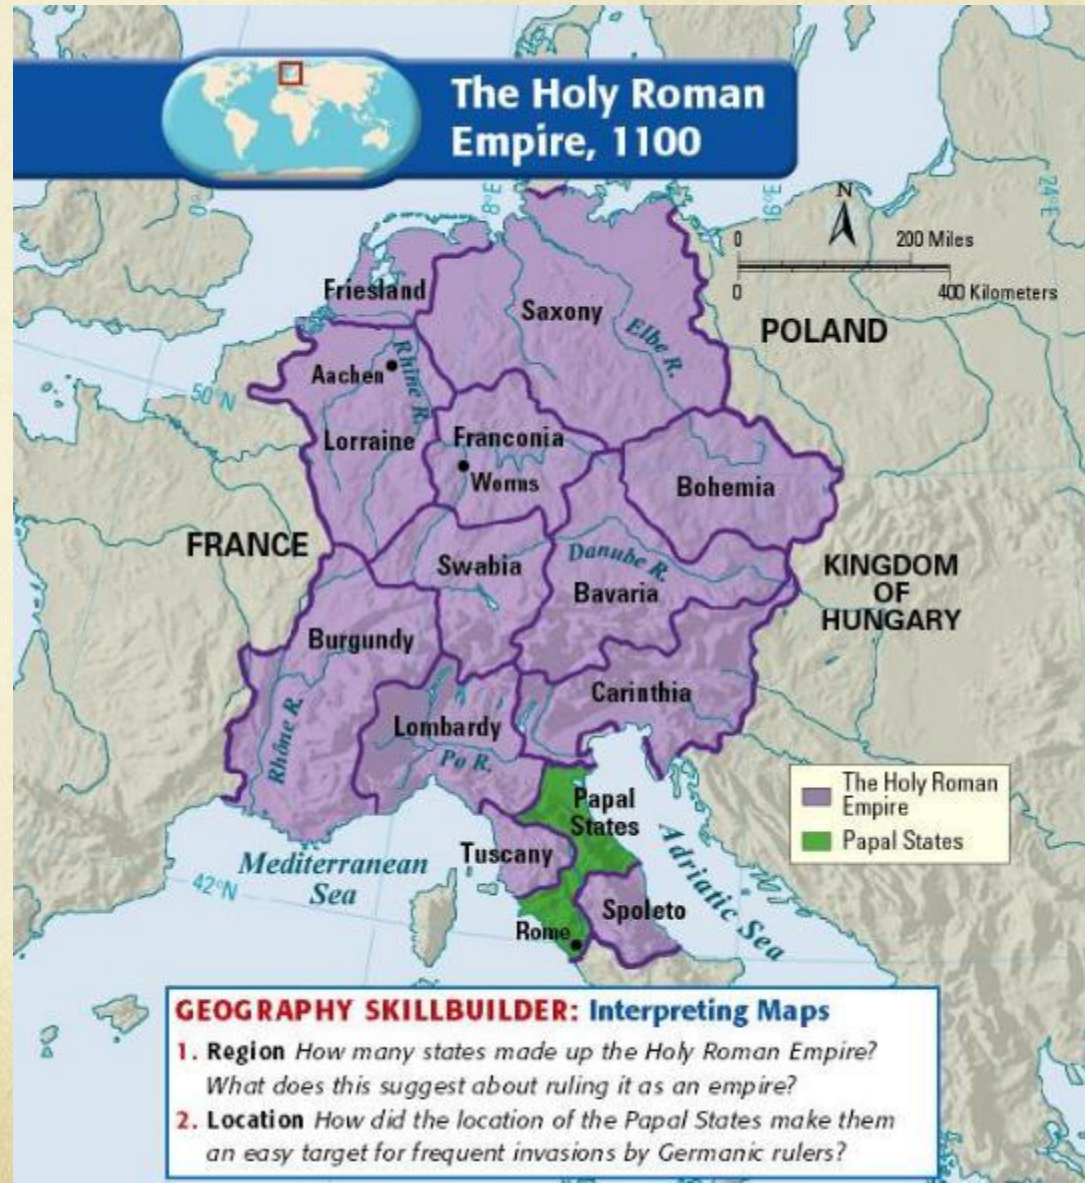 The Holy Roman
Empire, 1100
0°
8°E
16°E
24°E
N
0
200 Miles
0
400 Kilometers
Friesland
Saxony
Elbe R.
POLAND
Rhine R.
Aachen
50°N
Lorraine
Franconia
Worms
Bohemia
FRANCE
Swabia
Danube R.
Bavaria
KINGDOM
OF
HUNGARY
Burgundy
Carinthia
Lombardy
Rhône R.
Po R.
The Holy Roman
Empire
Papal States
Papal
States
Tuscany
Adriatic Sea
Mediterranean
Sea
42°N
Spoleto
Rome
GEOGRAPHY SKILLBUILDER: Interpreting Maps
1. Region How many states made up the Holy Roman Empire?
What does this suggest about ruling it as an empire?
2. Location How did the location of the Papal States make them
an easy target for frequent invasions by Germanic rulers?